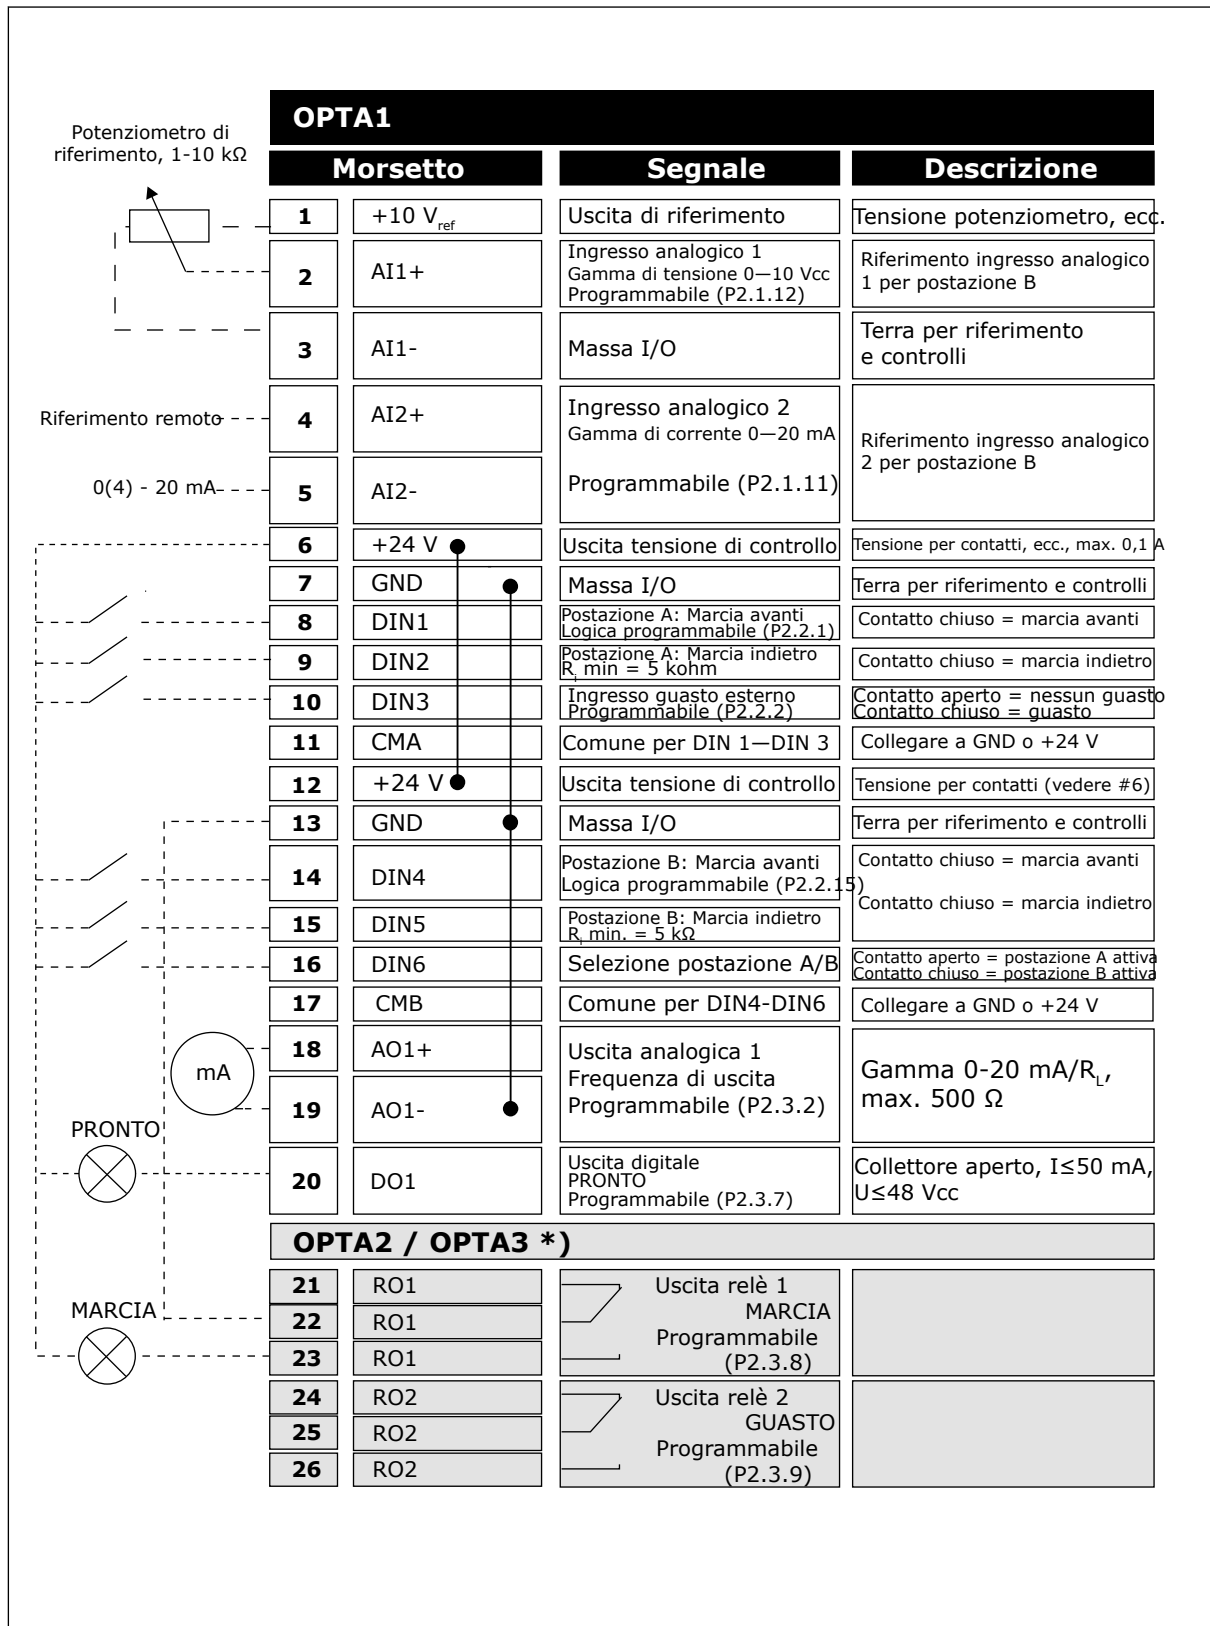 OPTA1
Potenziometro di
riferimento, 1-10 kΩ
Morsetto Segnale Descrizione
1 +10 Vref Uscita di riferimento Tensione potenziometro, ecc.
2 AI1+ Ingresso analogico 1
Gamma di tensione 0—10 Vcc
Programmabile (P2.1.12)
Riferimento ingresso analogico
1 per postazione B
3 AI1- Massa I/O Terra per riferimento
e controlli
Riferimento remoto
4 AI2+ Ingresso analogico 2
Gamma di corrente 0—20 mA
0(4) - 20 mA
5 AI2- Programmabile (P2.1.11)
Riferimento ingresso analogico
2 per postazione B
6 +24 V Uscita tensione di controllo Tensione per contatti, ecc., max. 0,1 A
7 GND Massa I/O Terra per riferimento e controlli
8 DIN1 Postazione A: Marcia avanti
Logica programmabile (P2.2.1)
Contatto chiuso = marcia avanti
9 DIN2 Postazione A: Marcia indietro
Ri min = 5 kohm
Contatto chiuso = marcia indietro
10 DIN3 Ingresso guasto esterno
Programmabile (P2.2.2)
Contatto aperto = nessun guasto
Contatto chiuso = guasto
11 CMA Comune per DIN 1—DIN 3 Collegare a GND o +24 V
12 +24 V Uscita tensione di controllo Tensione per contatti (vedere #6)
13 GND Massa I/O Terra per riferimento e controlli
14 DIN4 Postazione B: Marcia avanti
Logica programmabile (P2.2.15)
Contatto chiuso = marcia avanti
Contatto chiuso = marcia indietro
15 DIN5 Postazione B: Marcia indietro
Ri min. = 5 kΩ
16 DIN6 Selezione postazione A/B Contatto aperto = postazione A attiva
Contatto chiuso = postazione B attiva
17 CMB Comune per DIN4-DIN6 Collegare a GND o +24 V
mA
18 AO1+ Uscita analogica 1
Frequenza di uscita
19 AO1- Programmabile (P2.3.2)
Gamma 0-20 mA/RL,
max. 500 Ω
PRONTO
20 DO1 Uscita digitale
PRONTO
Programmabile (P2.3.7)
Collettore aperto, I≤50 mA,
U≤48 Vcc
OPTA2 / OPTA3 *)
MARCIA
21 RO1 Uscita relè 1
22 RO1 MARCIA
Programmabile
23 RO1 (P2.3.8)
24 RO2 Uscita relè 2
25 RO2 GUASTO
Programmabile
26 RO2 (P2.3.9)